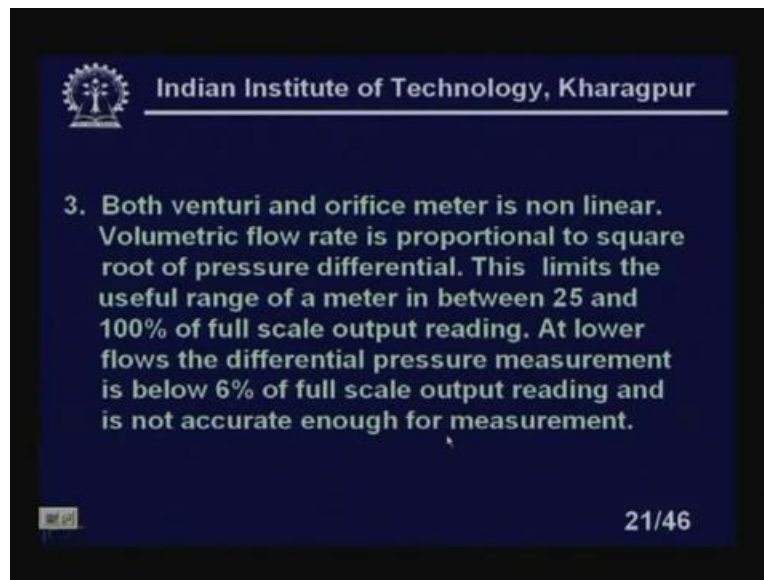 Indian Institute of Technology, Kharagpur
3. Both venturi and orifice meter is non linear.
Volumetric flow rate is proportional to square
root of pressure differential. This limits the
useful range of a meter in between 25 and
100% of full scale output reading. At lower
flows the differential pressure measurement
is below 6% of full scale output reading and
is not accurate enough for measurement.
21/46